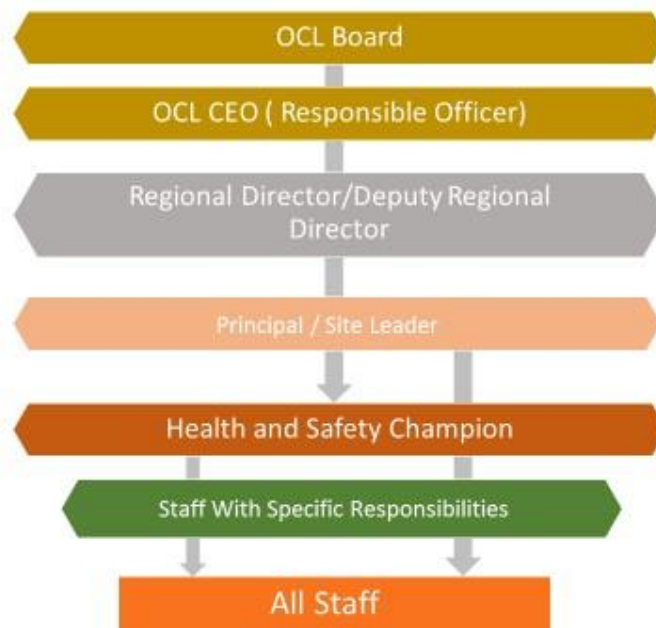 OCL Board
OCL CEO ( Responsible Officer)
Regional Director/Deputy Regional
Director
Principal / Site Leader
Health and Safety Champion
Staff With Specific Responsibilities
All Staff